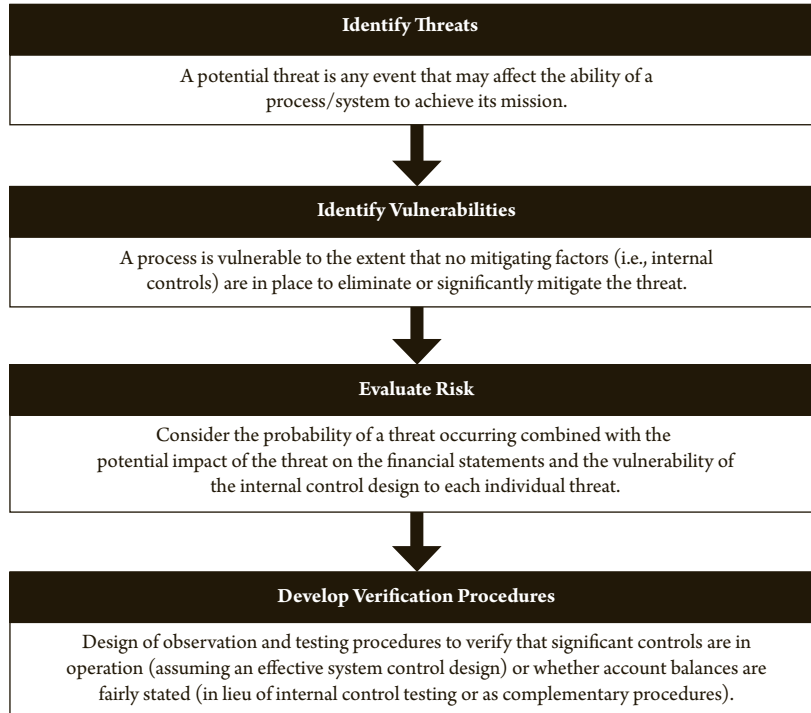 Identify Threats
A potential threat is any event that may affect the ability of a
process/system to achieve its mission.
Identify Vulnerabilities
A process is vulnerable to the extent that no mitigating factors (i.e., internal
controls) are in place to eliminate or significantly mitigate the threat.
Evaluate Risk
Consider the probability of a threat occurring combined with the
potential impact of the threat on the financial statements and the vulnerability of
the internal control design to each individual threat.
Develop Verification Procedures
Design of observation and testing procedures to verify that significant controls are in
operation (assuming an effective system control design) or whether account balances are
fairly stated (in lieu of internal control testing or as complementary procedures).